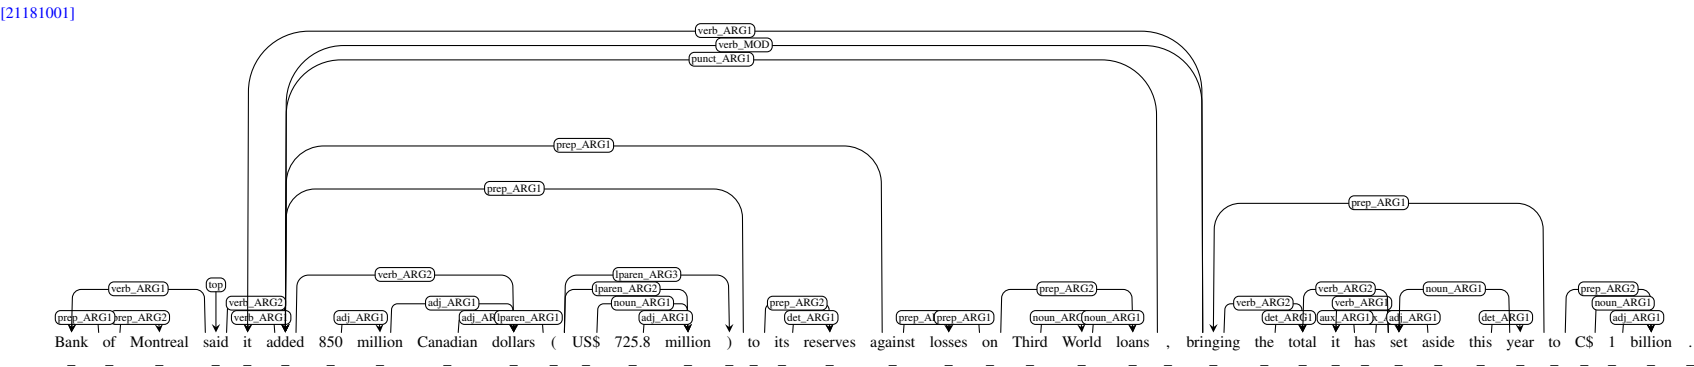 [21181001]
verb_ARG1
verb_MOD
punct_ARG1
prep_ARG1
prep_ARG1
prep_ARG1
verb_ARG2 lparen_ARG3
verb_ARG1 top lparen_ARG2 prep_ARG2 verb_ARG2 noun_ARG1 prep_ARG2
verb_ARG2 adj_ARG1 noun_ARG1 prep_ARG2 verb_ARG2 verb_ARG1 noun_ARG1
prep_ARG1 prep_ARG2 verb_ARG1 adj_ARG1 lparen_ARG1 adj_ARG1 det_ARG1 prep_ARG1 noun_ARG1 det_ARG1 aux_ARG1 adj_ARG1 det_ARG1 adj_ARG1
Bank of Montreal said it added 850 million Canadian dollars ( US$ 725.8 million ) to its reserves against losses on Third World loans , bringing the total it has set aside this year to C$ 1 billion .
_ _ _ _ _ _ _ _ _ _ _ _ _ _ _ _ _ _ _ _ _ _ _ _ _ _ _ _ _ _ _ _ _ _ _ _ _ _ _